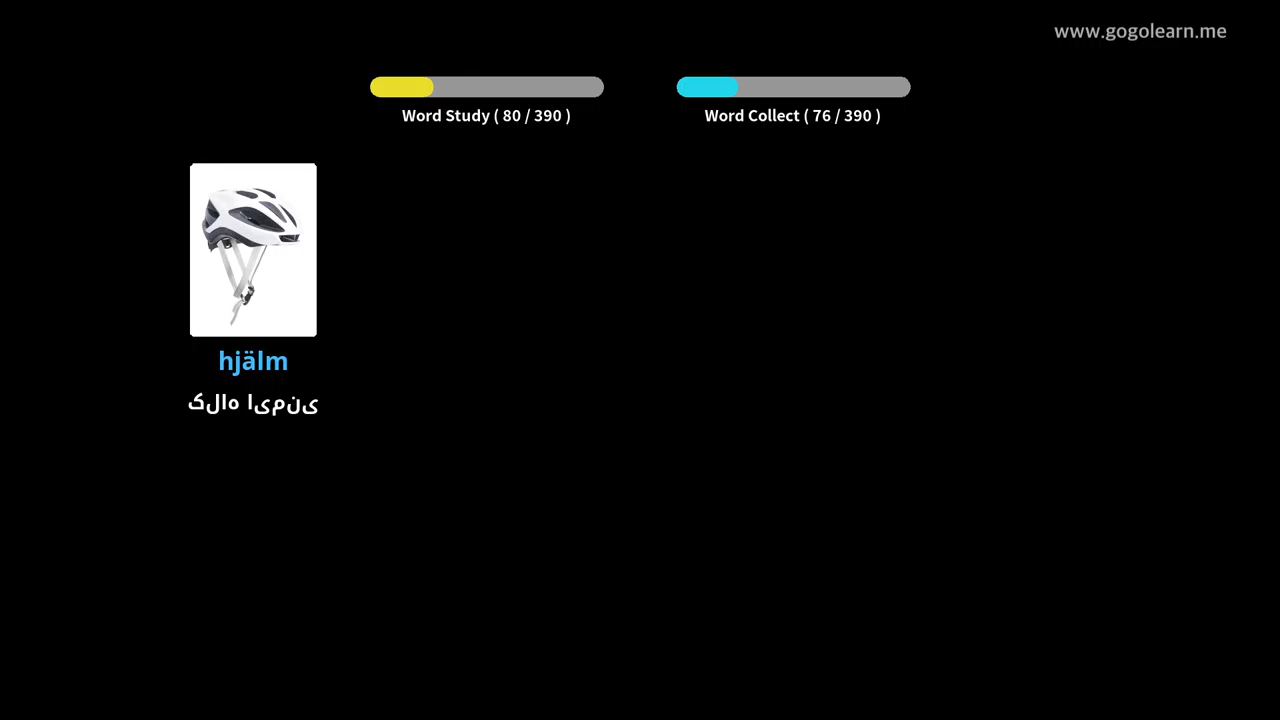 www.gogolearn.me
Word Study ( 80 / 390 )
Word Collect ( 76 / 390 )
hjälm
کلاه ایمنی